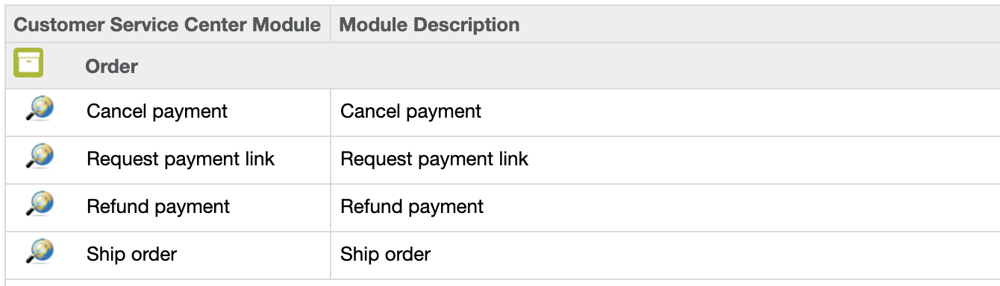 Customer Service Center Module Module Description
Order
Cancel payment Cancel payment
Request payment link Request payment link
Refund payment Refund payment
Ship order Ship order